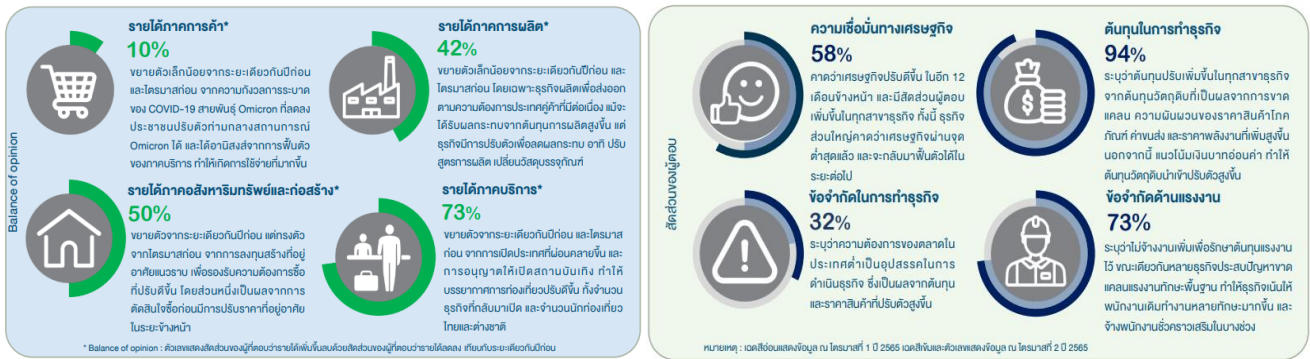 Balance of opinion
รายได้ภาคการค้า*
10%
ขยายตัวเล็กน้อยจากระยะเดียวกันปีก่อน
และไตรมาสก่อน จากความกังวลการระบาด
ของ COVID-19 สายพันธุ์ Omicron ที่ลดลง
ประชาชนปรับตัวท่ามกลางสถานการณ์
Omicron ได้ และได้อานิสงส์จากการฟื้นตัว
ของภาคบริการ ทำให้เกิดการใช้จ่ายที่มากขึ้น
รายได้ภาคการผลิต*
42%
ขยายตัวเล็กน้อยจากระยะเดียวกันปีก่อน และ
ไตรมาสก่อน โดยเฉพาะธุรกิจผลิตเพื่อส่งออก
ตามความต้องการประเทศคู่ค้าที่มีต่อเนื่อง แม้จะ
ได้รับผลกระทบจากต้นทุนการผลิตสูงขึ้น แต่
ธุรกิจมีการปรับตัวเพื่อลดผลกระทบ อาทิ ปรับ
สูตรการผลิต เปลี่ยนวัสดุบรรจุภัณฑ์
รายได้ภาคอสังหาริมทรัพย์และก่อสร้าง*
50%
ขยายตัวจากระยะเดียวกันปีก่อน แต่ทรงตัว
จากไตรมาสก่อน จากการลงทุนสร้างที่อยู่
อาศัยแนวราบ เพื่อรองรับความต้องการซื้อ
ที่ปรับดีขึ้น โดยส่วนหนึ่งเป็นผลจากการ
ตัดสินใจซื้อก่อนมีการปรับราคาที่อยู่อาศัย
ในระยะข้างหน้า
รายได้ภาคบริการ*
73%
ขยายตัวจากระยะเดียวกันปีก่อน และไตรมาส
ก่อน จากการเปิดประเทศที่ผ่อนคลายขึ้น และ
การอนุญาตให้เปิดสถานบันเทิง ทำให้
บรรยากาศการท่องเที่ยวปรับดีขึ้น ทั้งจำนวน
ธุรกิจที่กลับมาเปิด และจำนวนนักท่องเที่ยว
ไทยและต่างชาติ
* Balance of opinion : ตัวเลขแสดงสัดส่วนของผู้ที่ตอบว่ารายได้เพิ่มขึ้นลบด้วยสัดส่วนของผู้ที่ตอบว่ารายได้ลดลง เทียบกับระยะเดียวกันปีก่อน
สัดส่วนของผู้ตอบ
ความเชื่อมั่นทางเศรษฐกิจ
58%
คาดว่าเศรษฐกิจปรับดีขึ้น ในอีก 12
เดือนข้างหน้า และมีสัดส่วนผู้ตอบ
เพิ่มขึ้นในทุกสาขาธุรกิจ ทั้งนี้ ธุรกิจ
ส่วนใหญ่คาดว่าเศรษฐกิจผ่านจุด
ต่ำสุดแล้ว และจะกลับมาฟื้นตัวได้ใน
ระยะต่อไป
ต้นทุนในการทำธุรกิจ
94%
ระบุว่าต้นทุนปรับเพิ่มขึ้นในทุกสาขาธุรกิจ
จากต้นทุนวัตถุดิบที่เป็นผลจากการขาด
แคลน ความผันผวนของราคาสินค้าโภค
ภัณฑ์ ค่าขนส่ง และราคาพลังงานที่เพิ่มสูงขึ้น
นอกจากนี้ แนวโน้มเงินบาทอ่อนค่า ทำให้
ต้นทุนวัตถุดิบนำเข้าปรับตัวสูงขึ้น
ข้อจำกัดในการทำธุรกิจ
32%
ระบุว่าความต้องการของตลาดใน
ประเทศต่ำเป็นอุปสรรคในการ
ดำเนินธุรกิจ ซึ่งเป็นผลจากต้นทุน
และราคาสินค้าที่ปรับตัวสูงขึ้น
ข้อจำกัดด้านแรงงาน
73%
ระบุว่าไม่จ้างงานเพิ่มเพื่อรักษาต้นทุนแรงงาน
ไว้ ขณะเดียวกันหลายธุรกิจประสบปัญหาขาด
แคลนแรงงานทักษะพื้นฐาน ทำให้ธุรกิจเน้นให้
พนักงานเดิมทำงานหลายทักษะมากขึ้น และ
จ้างพนักงานชั่วคราวเสริมในบางช่วง
หมายเหตุ : เฉดสีอ่อนแสดงข้อมูล ณ ไตรมาสที่ 1 ปี 2565 เฉดสีเข้มและตัวเลขแสดงข้อมูล ณ ไตรมาสที่ 2 ปี 2565